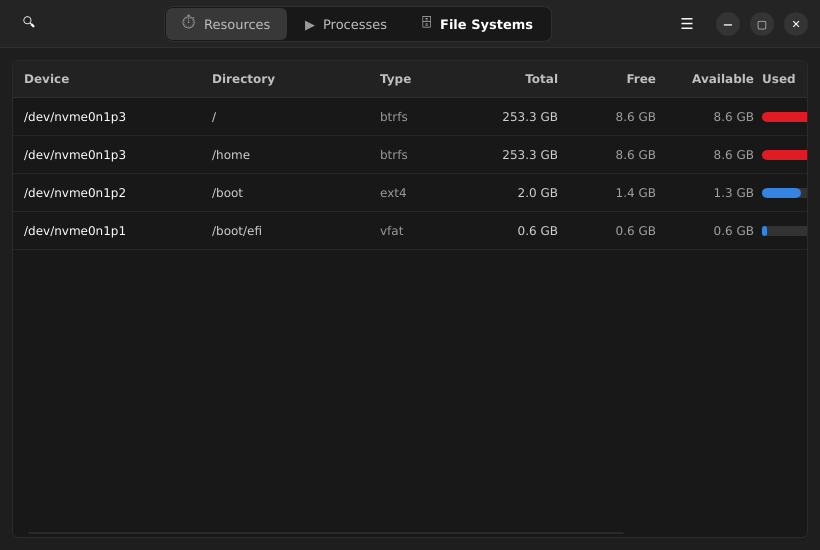 Resources Processes File Systems
Device Directory Type Total Free Available Used
/dev/nvme0n1p3 / btrfs 253.3 GB 8.6 GB 8.6 GB
/dev/nvme0n1p3 /home btrfs 253.3 GB 8.6 GB 8.6 GB
/dev/nvme0n1p2 /boot ext4 2.0 GB 1.4 GB 1.3 GB
/dev/nvme0n1p1 /boot/efi vfat 0.6 GB 0.6 GB 0.6 GB